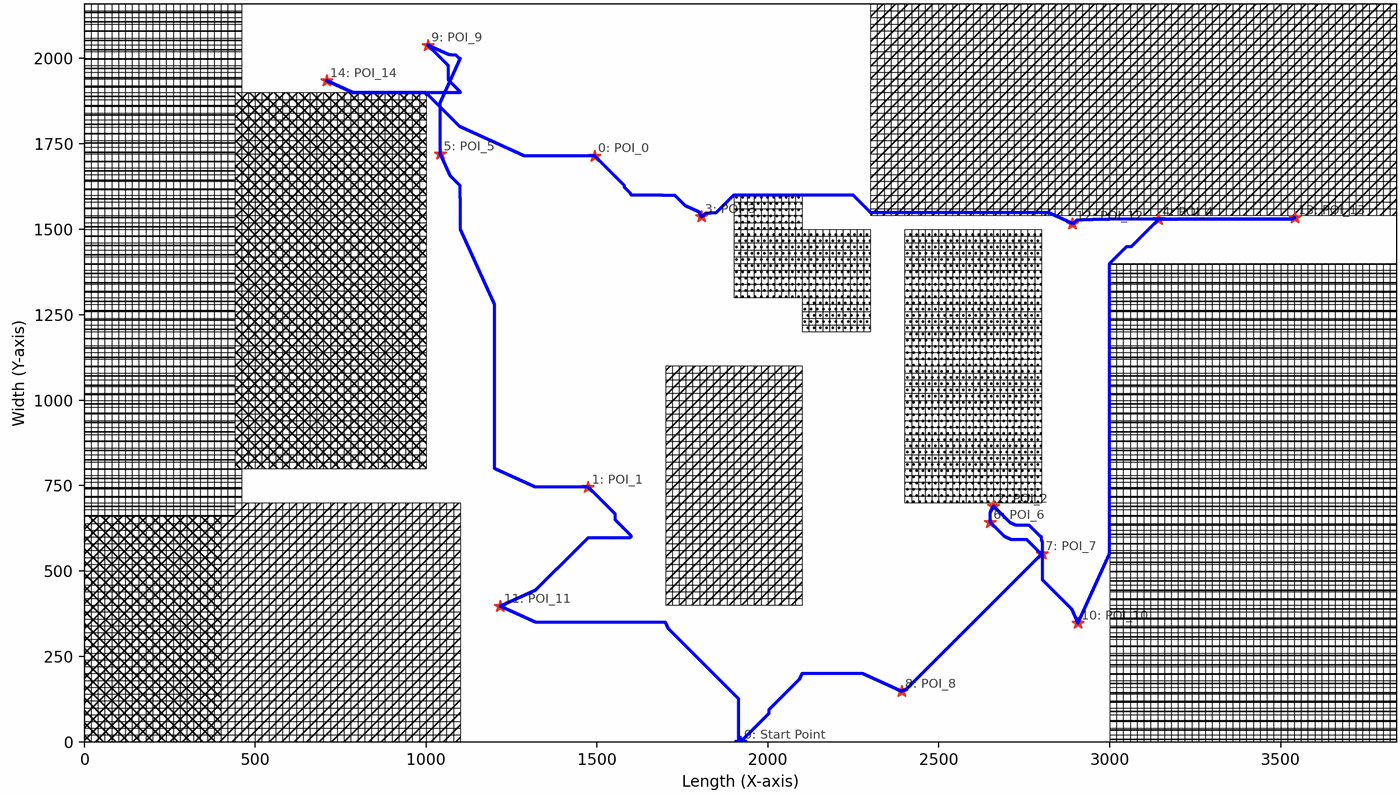 9: POI_9
14: POI_14
5: POI_5
0: POI_0
1: POI_1
6: POI_6
7: POI_7
11: POI_11
10: POI_10
8: POI_8
0: Start Point
2000
1750
1500
1250
1000
750
500
250
0
Width (Y-axis)
0
500
1000
1500
2000
2500
3000
3500
Length (X-axis)